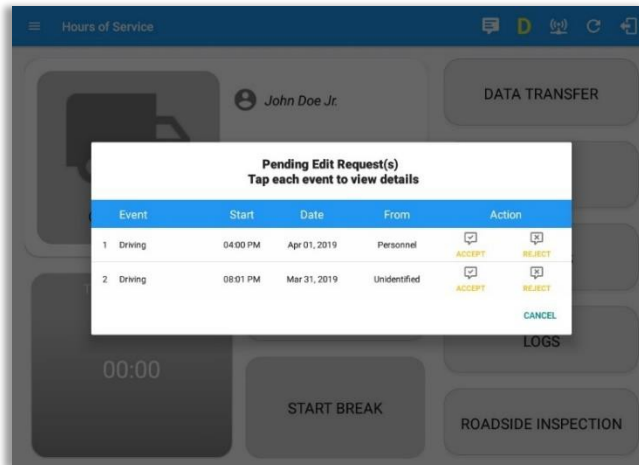 Hours of Service
D
John Doe Jr.
DATA TRANSFER
Pending Edit Request(s)
Tap each event to view details
Event Start Date From Action
1 Driving 04:00 PM Apr 01, 2019 Personnel ACCEPT REJECT
2 Driving 08:01 PM Mar 31, 2019 Unidentified ACCEPT REJECT
CANCEL
LOGS
00:00
START BREAK
ROADSIDE INSPECTION